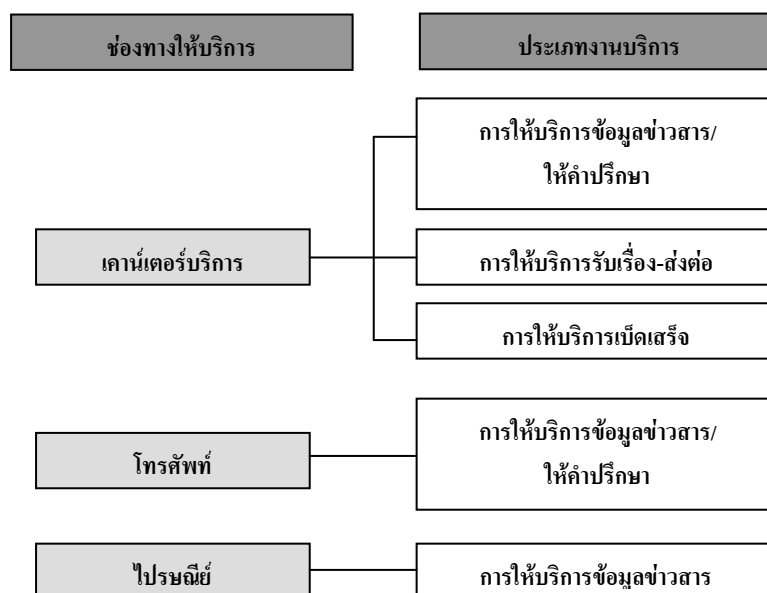 ช่องทางให้บริการ
ประเภทงานบริการ
การให้บริการข้อมูลข่าวสาร/
ให้คำปรึกษา
เคาน์เตอร์บริการ
การให้บริการรับเรื่อง-ส่งต่อ
การให้บริการเบ็ดเสร็จ
โทรศัพท์
การให้บริการข้อมูลข่าวสาร/
ให้คำปรึกษา
ไปรษณีย์
การให้บริการข้อมูลข่าวสาร